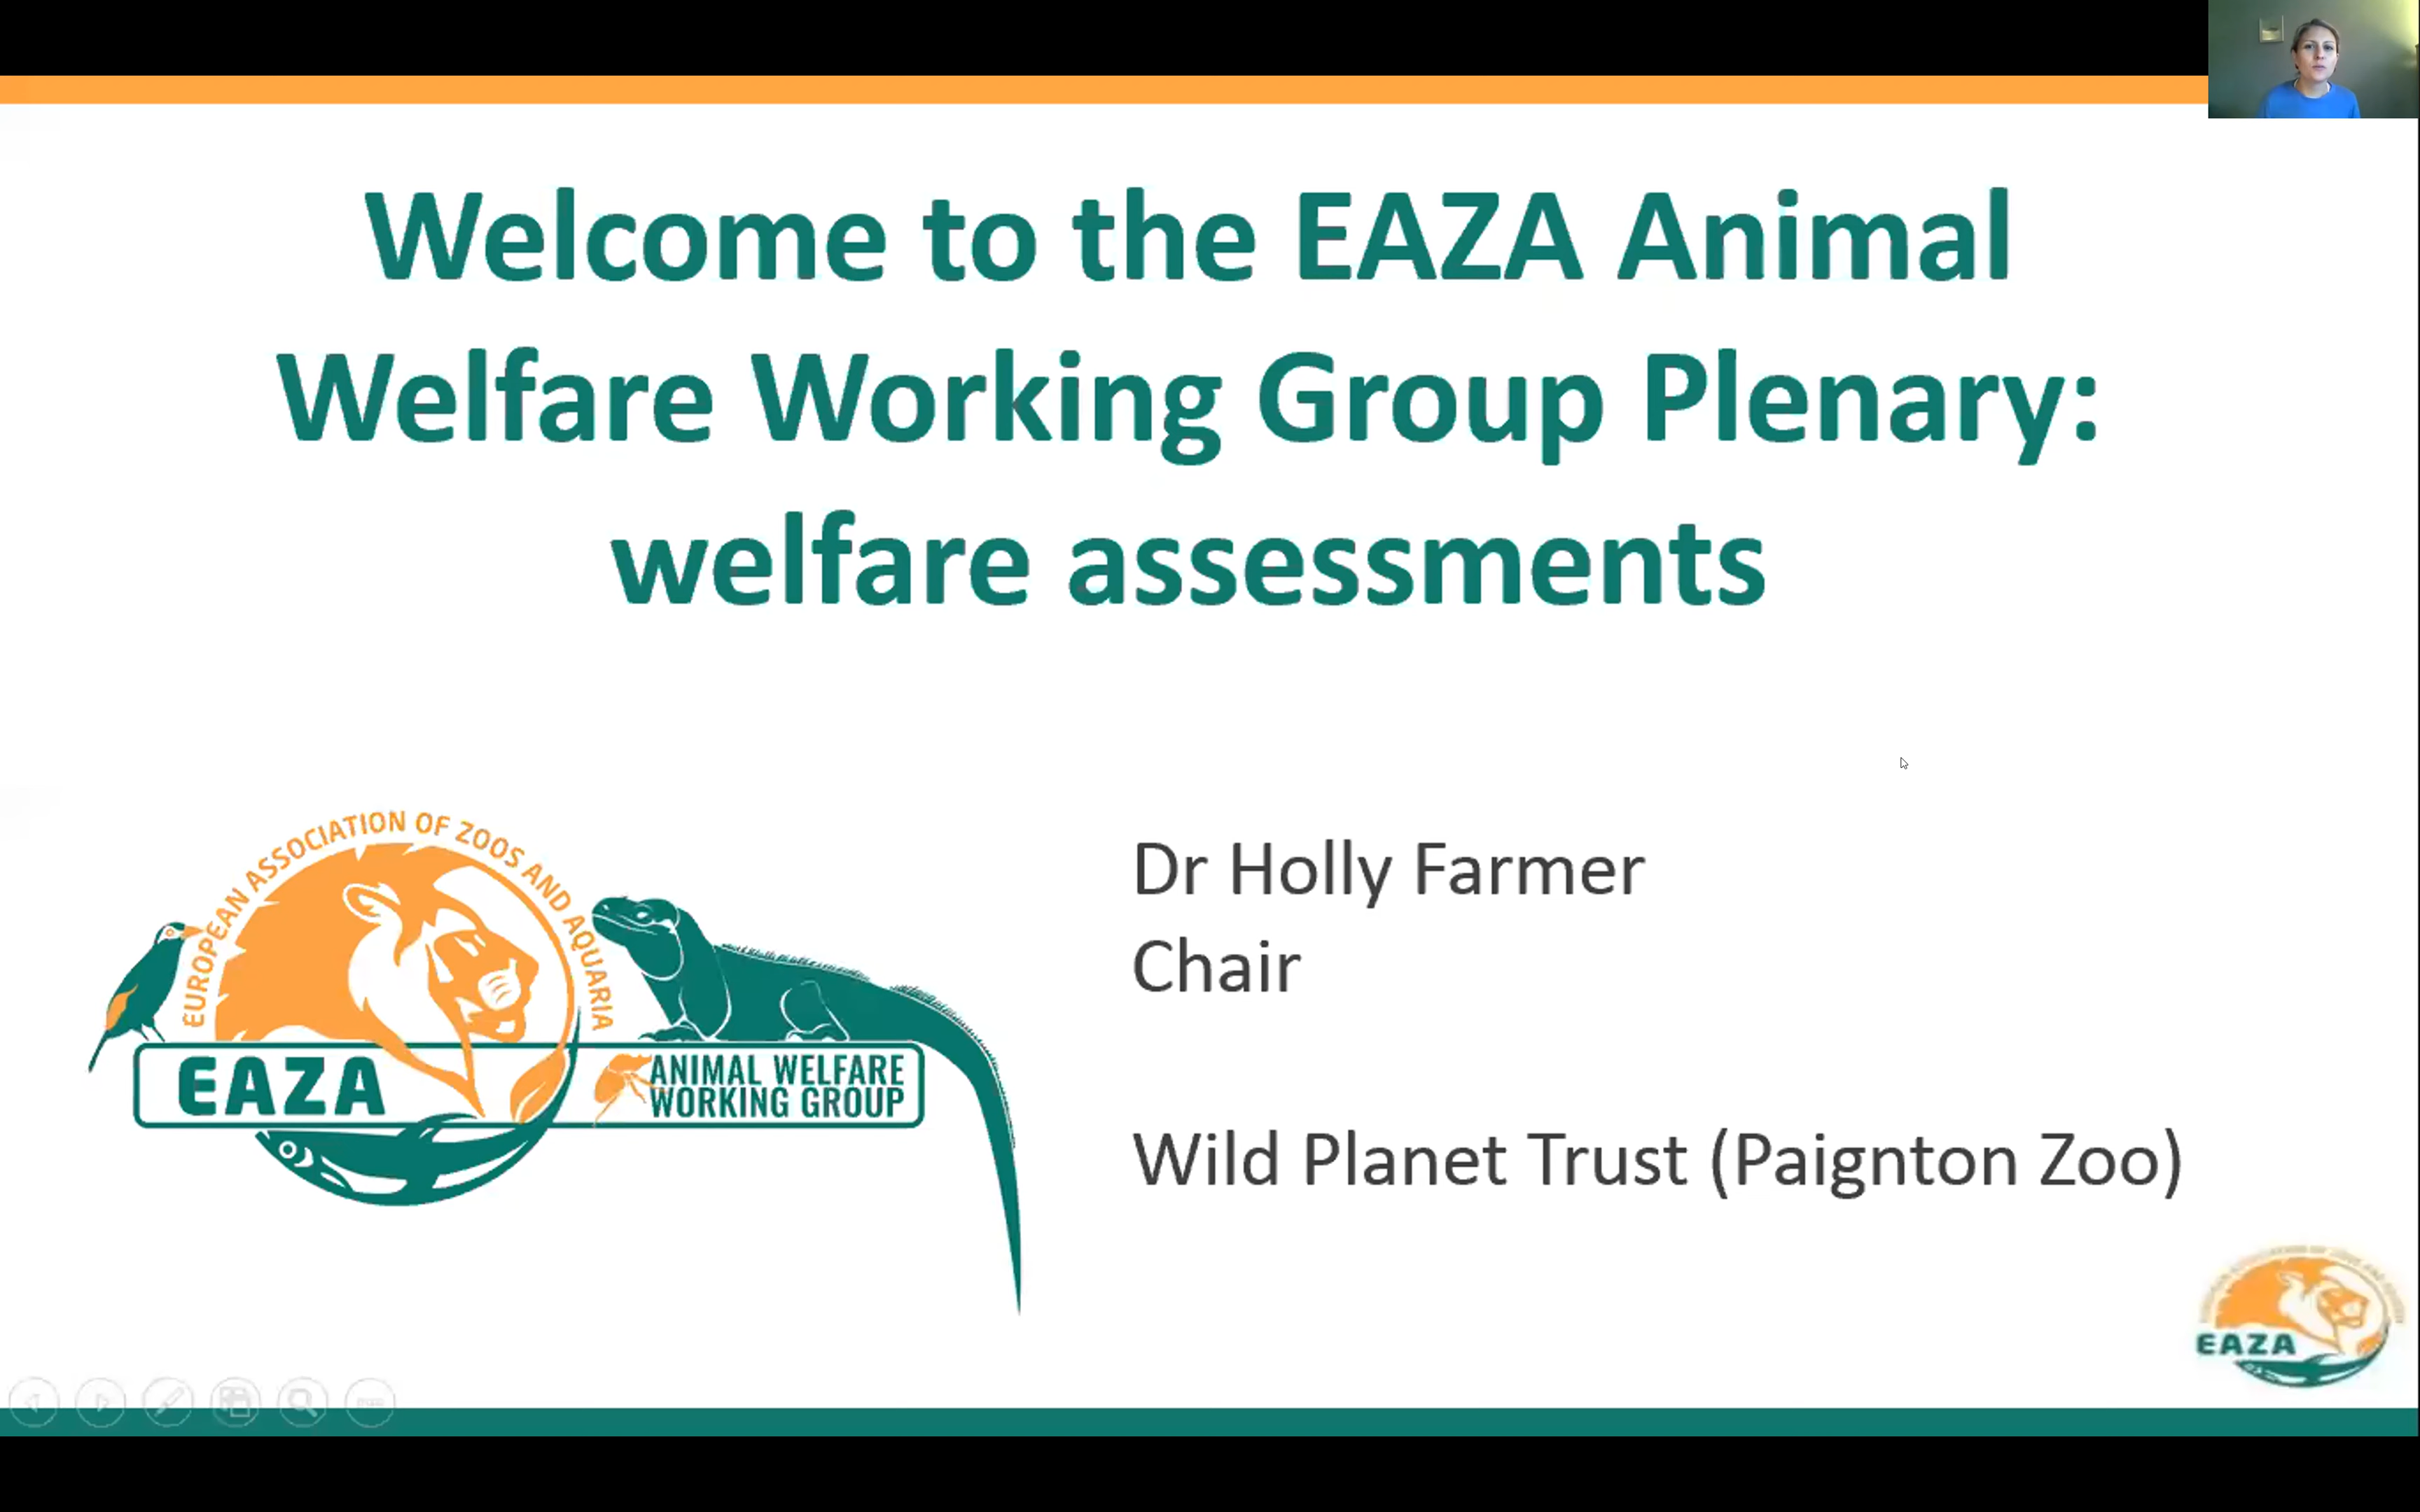 Welcome to the EAZA Animal
Welfare Working Group Plenary:
welfare assessments
EUROPEAN ASSOCIATION OF ZOOS AND AQUARIA
EAZA
ANIMAL WELFARE
WORKING GROUP
Dr Holly Farmer
Chair
Wild Planet Trust (Paignton Zoo)
EAZA